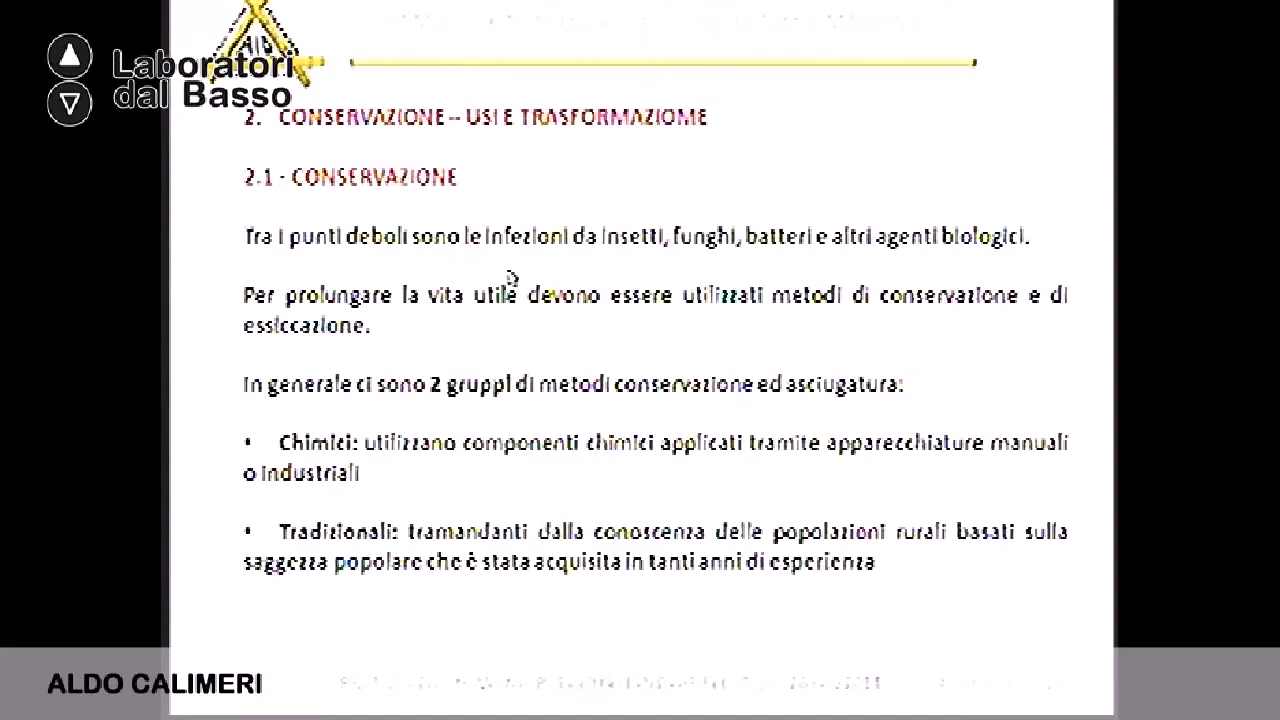 Laboratori
dal Basso
2. CONSERVAZIONE – USI E TRASFORMAZIOME
2.1 - CONSERVAZIONE
Tra i punti deboli sono le infezioni da insetti, funghi, batteri e altri agenti biologici.
Per prolungare la vita utile devono essere utilizzati metodi di conservazione e di
essiccazione.
In generale ci sono 2 gruppi di metodi conservazione ed asciugatura:
• Chimici: utilizzano componenti chimici applicati tramite apparecchiature manuali
o industriali
• Tradizionali: tramandanti dalla conoscenza delle popolazioni rurali basati sulla
saggezza popolare che è stata acquisita in tanti anni di esperienza
ALDO CALIMERI